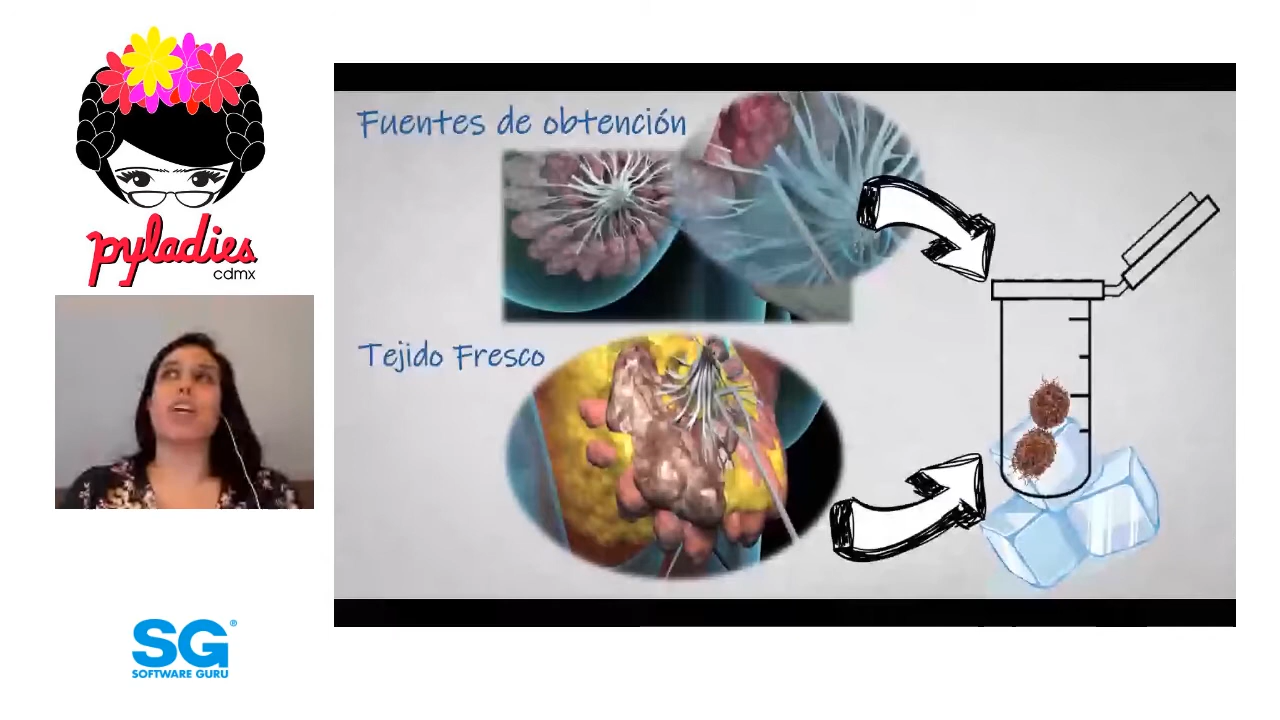 pyladies
cdmx
Fuentes de obtención
Tejido Fresco
SG®
SOFTWARE GURU